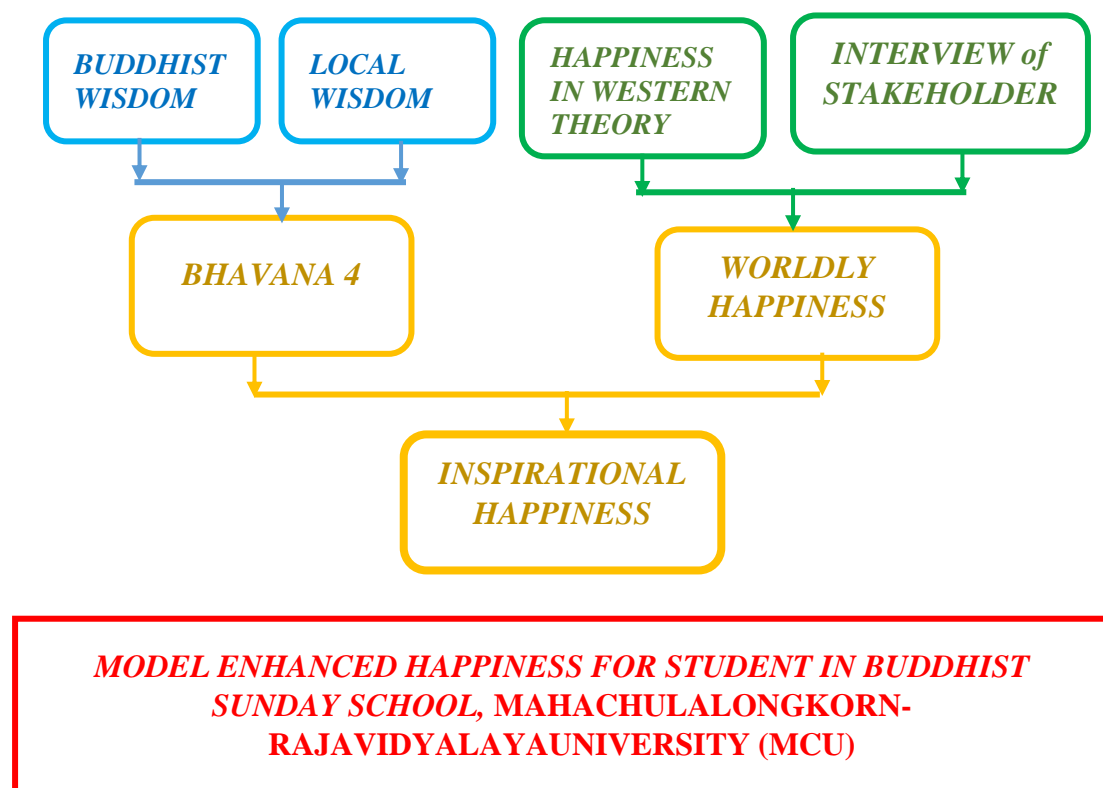 BUDDHIST
WISDOM
LOCAL
WISDOM
HAPPINESS
IN WESTERN
THEORY
INTERVIEW of
STAKEHOLDER
BHAVANA 4
WORLDLY
HAPPINESS
INSPIRATIONAL
HAPPINESS
MODEL ENHANCED HAPPINESS FOR STUDENT IN BUDDHIST
SUNDAY SCHOOL, MAHACHULALONGKORN-
RAJAVIDYALAYAUNIVERSITY (MCU)